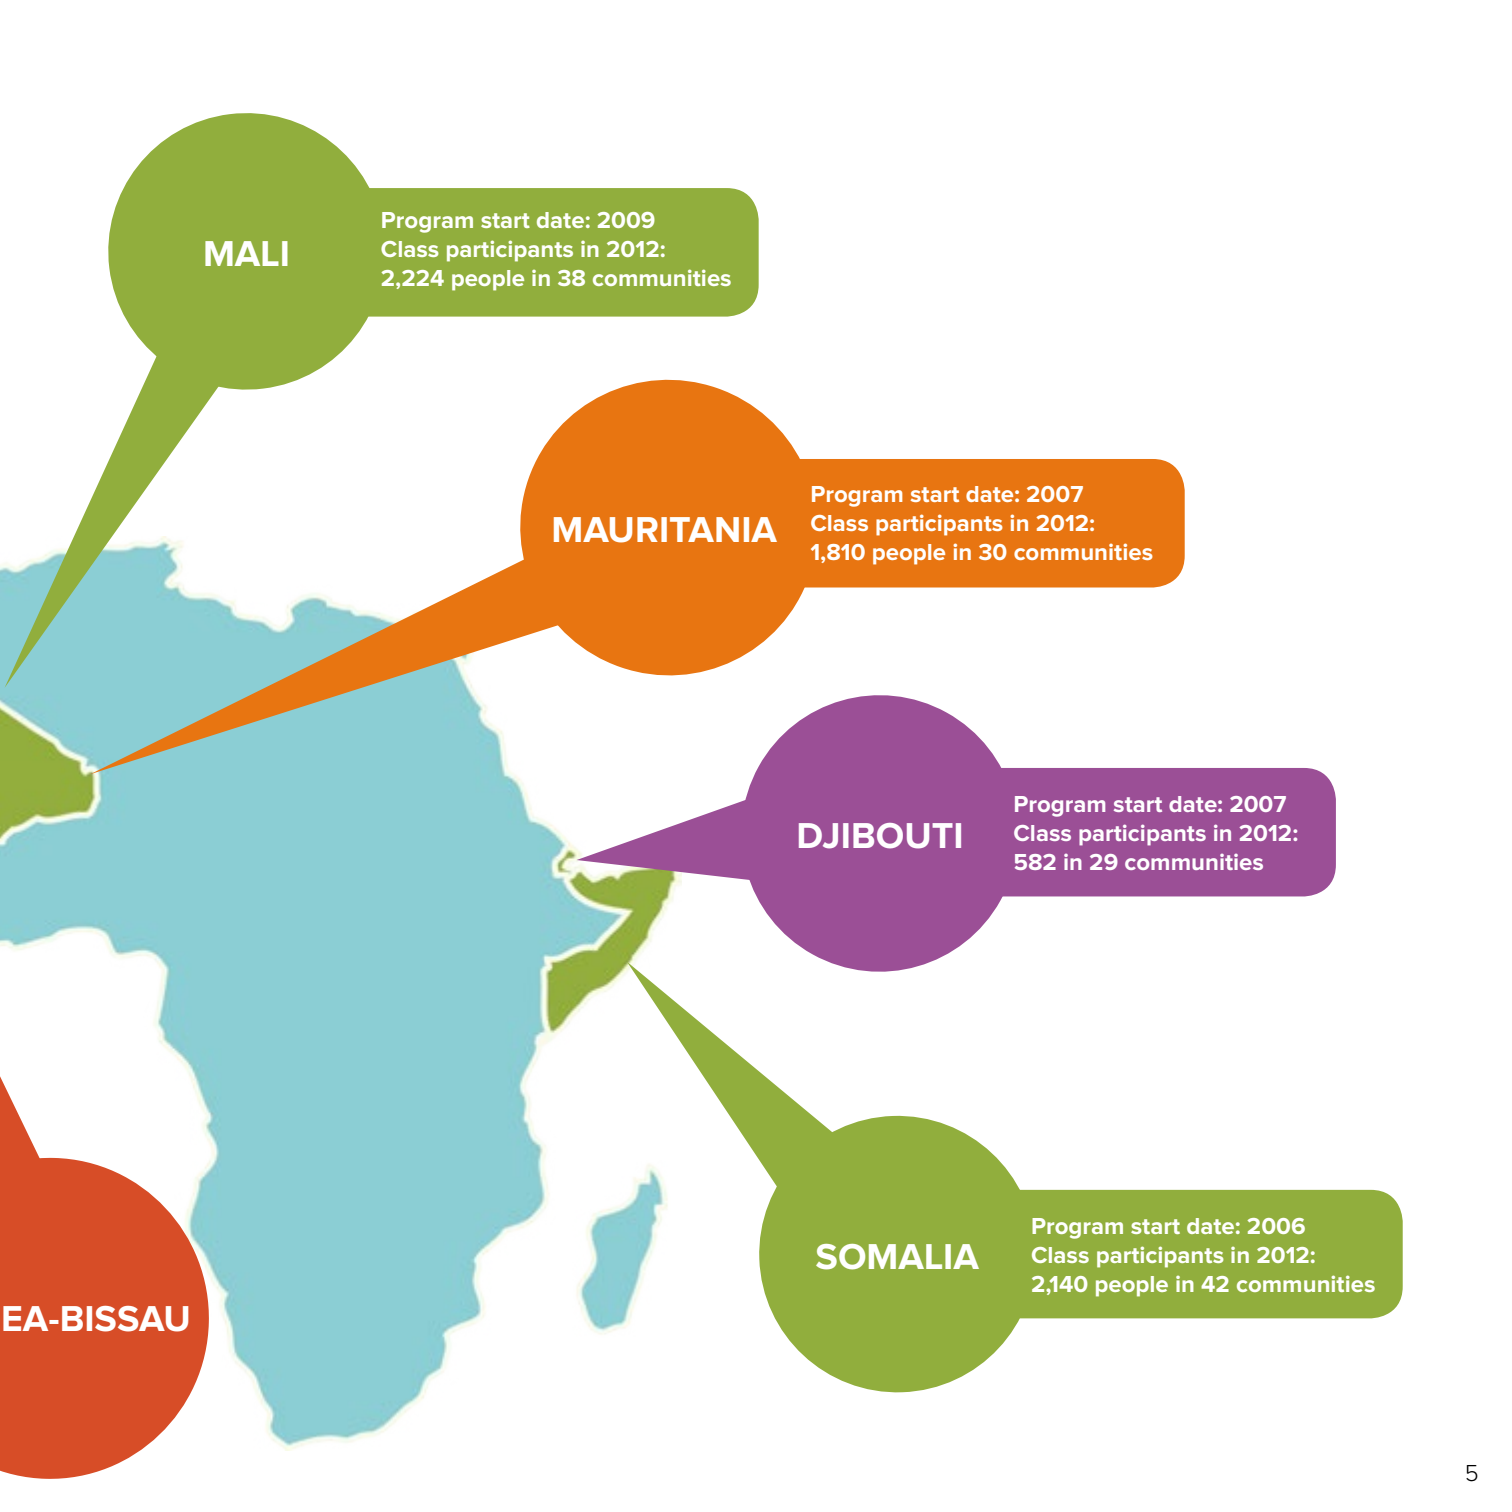 MALI
Program start date: 2009
Class participants in 2012:
2,224 people in 38 communities
MAURITANIA
Program start date: 2007
Class participants in 2012:
1,810 people in 30 communities
DJIBOUTI
Program start date: 2007
Class participants in 2012:
582 in 29 communities
SOMALIA
Program start date: 2006
Class participants in 2012:
2,140 people in 42 communities
EA-BISSAU
5